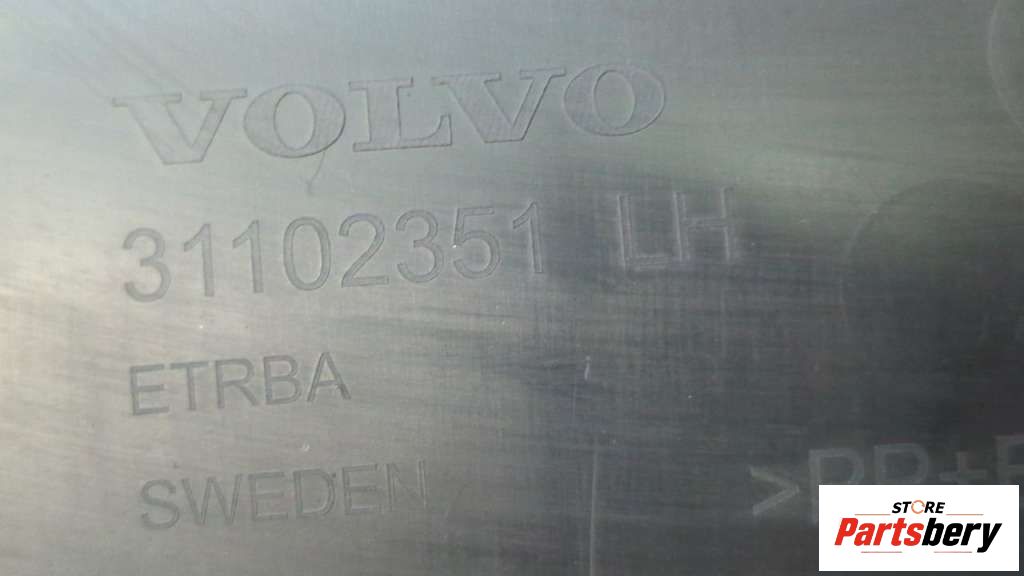 VOLVO
31102351 LH
ETRBA
SWEDEN
STORE
Partsbery